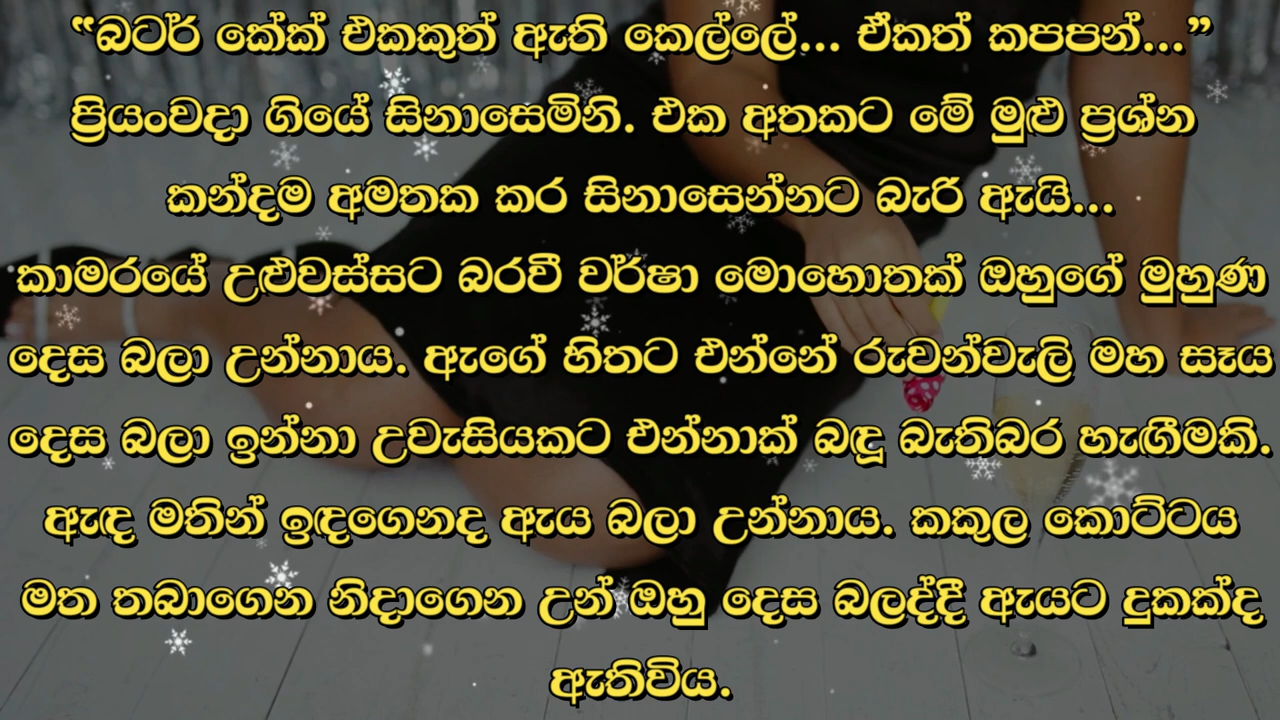 “බටර් කේක් එකකුත් ඇති කෙල්ලේ... ඒකත් කපපන්...”
ප්‍රියංවදා ගියේ සිනාසෙමිනි. එක අතකට මේ මුළු ප්‍රශ්න
කන්දම අමතක කර සිනාසෙන්නට බැරි ඇයි...
කාමරයේ උළුවස්සට බරවී වර්ෂා මොහොතක් ඔහුගේ මුහුණ
දෙස බලා උන්නාය. ඇගේ හිතට එන්නේ රුවන්වැලි මහ සෑය
දෙස බලා ඉන්නා උවැසියකට එන්නාක් බඳූ බැතිබර හැඟීමකි.
ඇඳ මතින් ඉඳගෙනද ඇය බලා උන්නාය. කකුල කොට්ටය
මත තබාගෙන නිදාගෙන උන් ඔහු දෙස බලද්දී ඇයට දුකක්ද
ඇතිවිය.